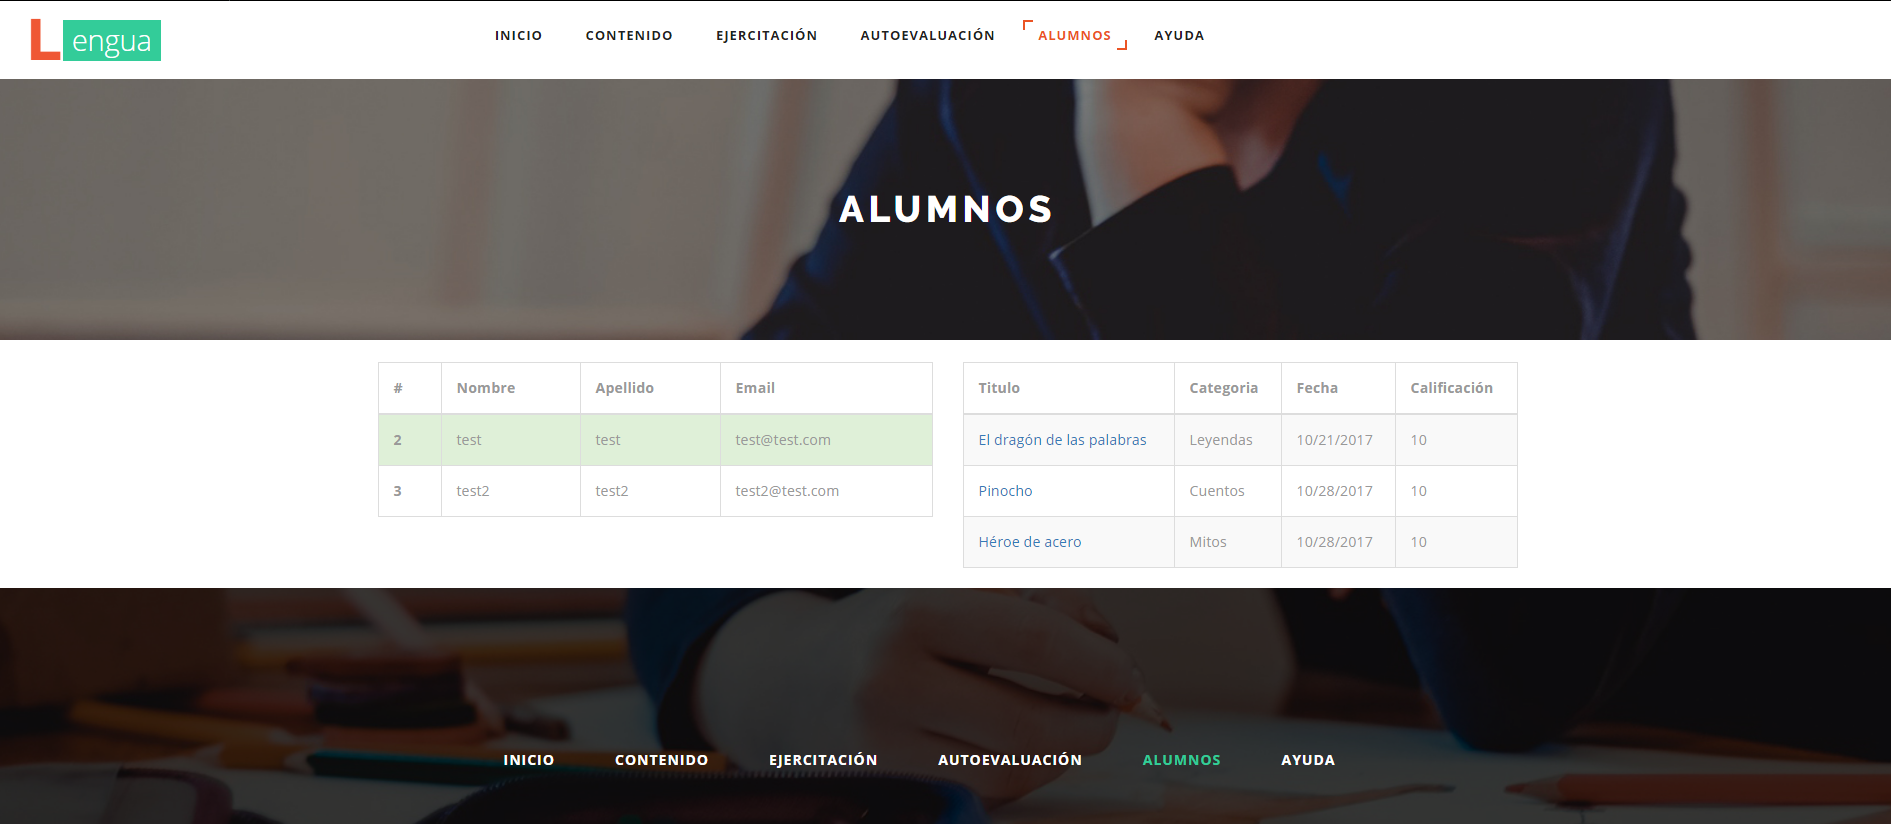 Lengua
INICIO CONTENIDO EJERCITACIÓN AUTOEVALUACIÓN ALUMNOS AYUDA
ALUMNOS
# Nombre Apellido Email
2 test test test@test.com
3 test2 test2 test2@test.com
Titulo Categoria Fecha Calificación
El dragón de las palabras Leyendas 10/21/2017 10
Pinocho Cuentos 10/28/2017 10
Héroe de acero Mitos 10/28/2017 10
INICIO CONTENIDO EJERCITACIÓN AUTOEVALUACIÓN ALUMNOS AYUDA